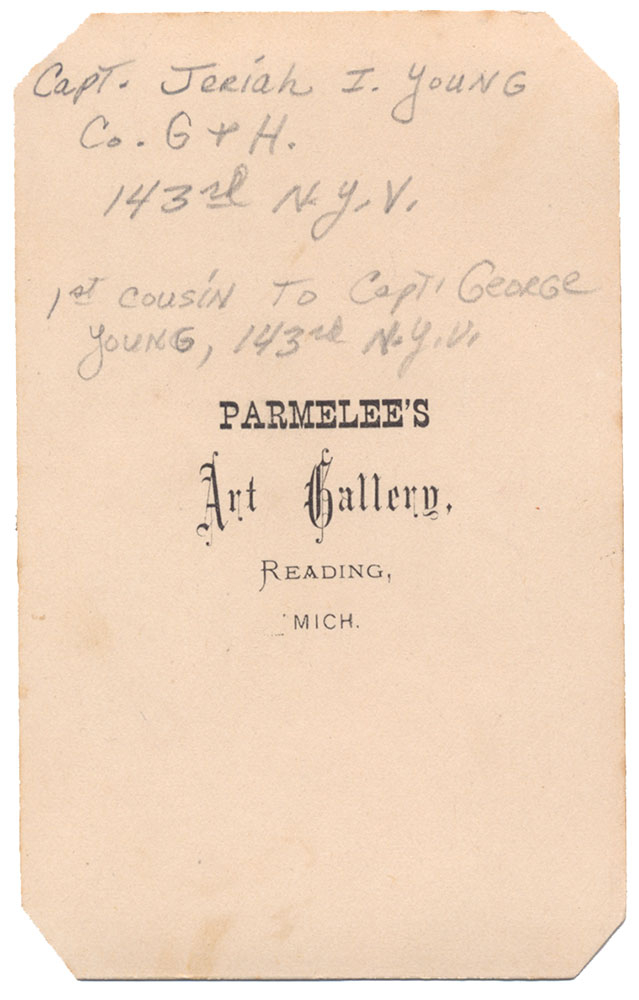 Capt. Jeriah I. Young
Co. G + H.
143rd N.Y.V.
1st cousin to Capt. George
Young, 143rd N.Y.V.
PARMELEE'S
Art Gallery,
READING,
MICH.